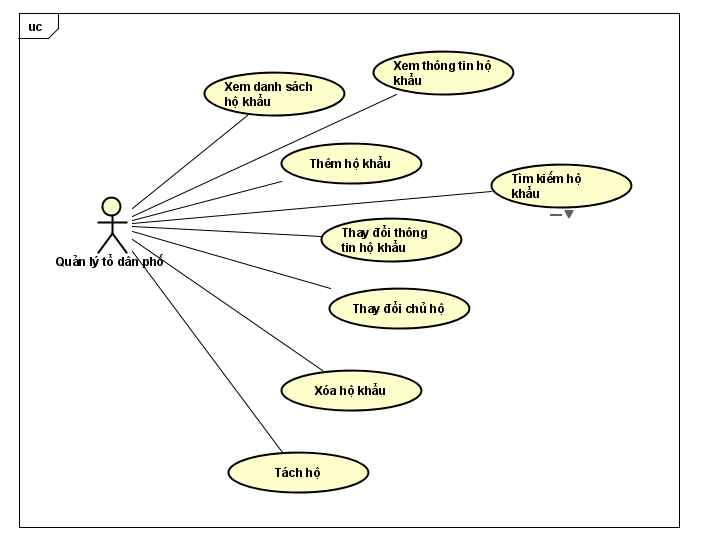 uc
Xem thông tin hộ
khẩu
Xem danh sách
hộ khẩu
Thêm hộ khẩu
Tìm kiếm hộ
khẩu
Thay đổi thông
tin hộ khẩu
Quản lý tổ dân phố
Thay đổi chủ hộ
Xóa hộ khẩu
Tách hộ